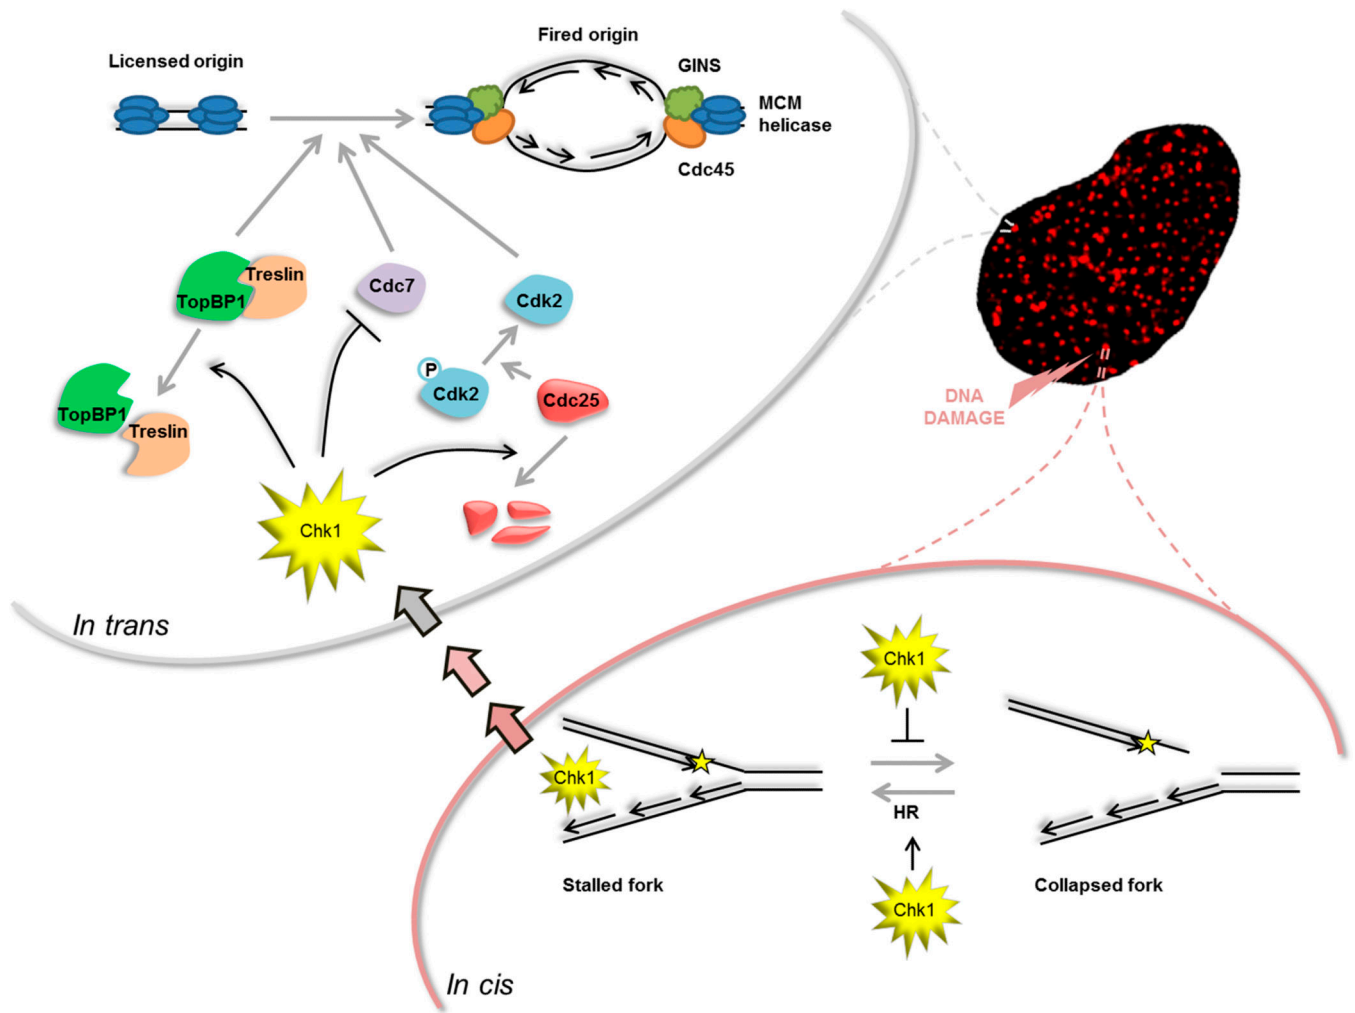 Fired origin
Licensed origin
GINS
MCM
helicase
Cdc45
Treslin
TopBP1
Cdc7
Cdk2
P
Cdk2
Cdc25
TopBP1
Treslin
Chk1
In trans
DNA
DAMAGE
Chk1
Chk1
HR
Stalled fork
Collapsed fork
Chk1
In cis